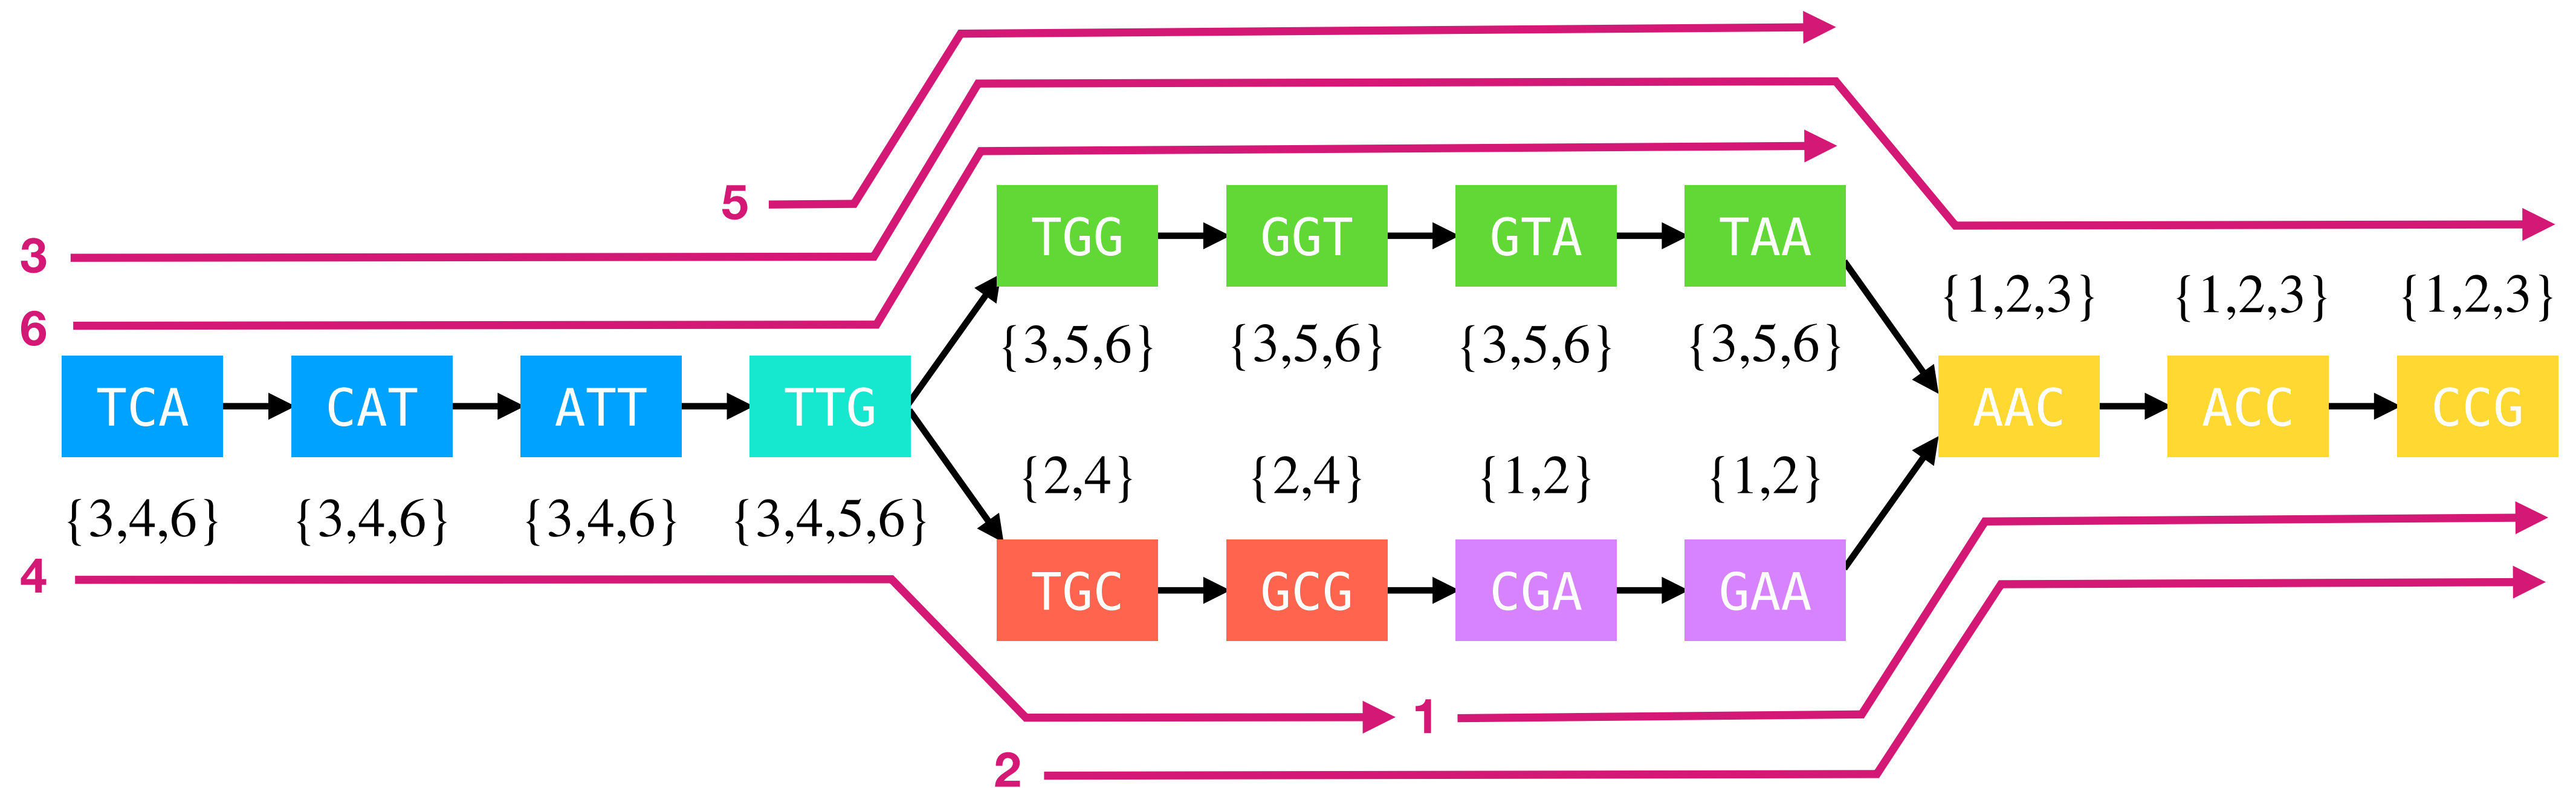 5
3
6
TGG GGT GTA TAA
{1,2,3} {1,2,3} {1,2,3}
{3,5,6} {3,5,6} {3,5,6} {3,5,6}
TCA CAT ATT TTG AAC ACC CCG
{2,4} {2,4} {1,2} {1,2}
{3,4,6} {3,4,6} {3,4,6} {3,4,5,6}
4
TGC GCG CGA GAA
1
2